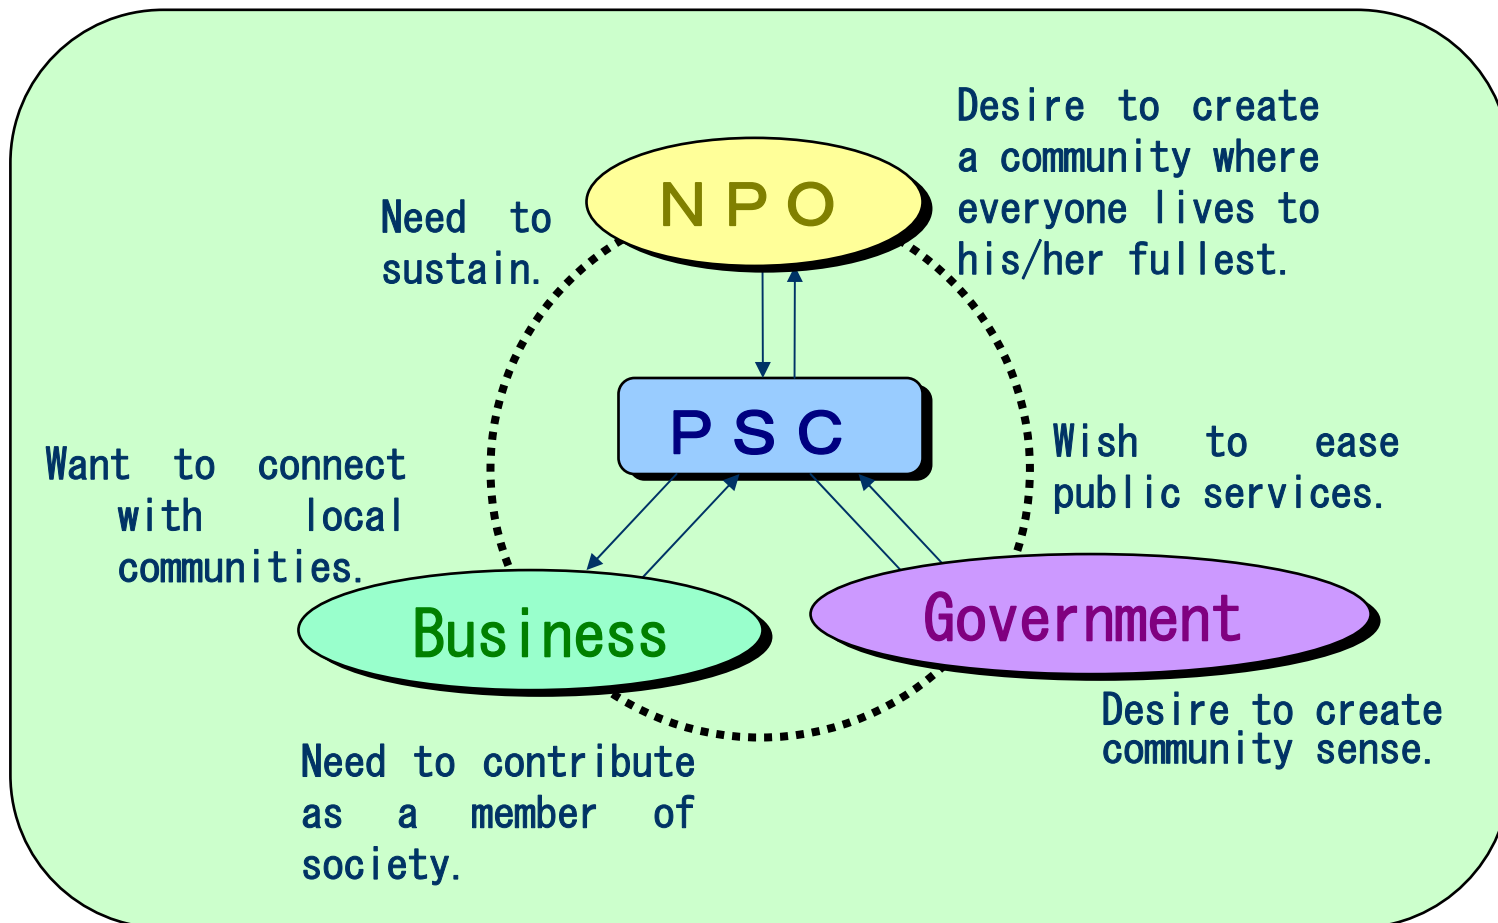 NPO
Desire to create
a community where
everyone lives to
his/her fullest.
Need to
sustain.
PSC
Want to connect
with local
communities.
Wish to ease
public services.
Business
Government
Need to contribute
as a member of
society.
Desire to create
community sense.